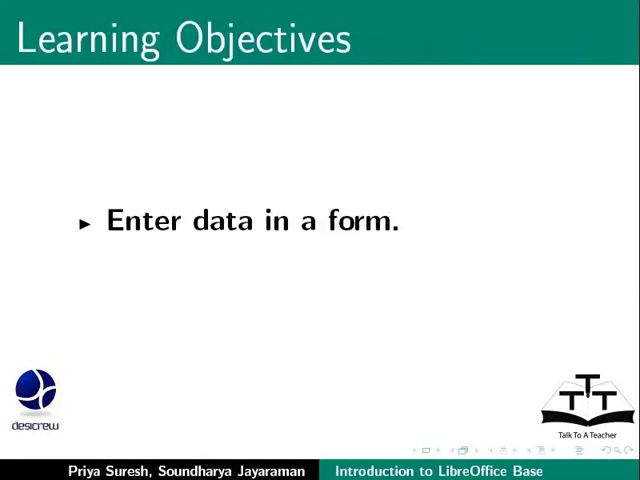 Learning Objectives
Enter data in a form.
desicrew
T T T
Talk To A Teacher
Priya Suresh, Soundharya Jayaraman
Introduction to LibreOffice Base